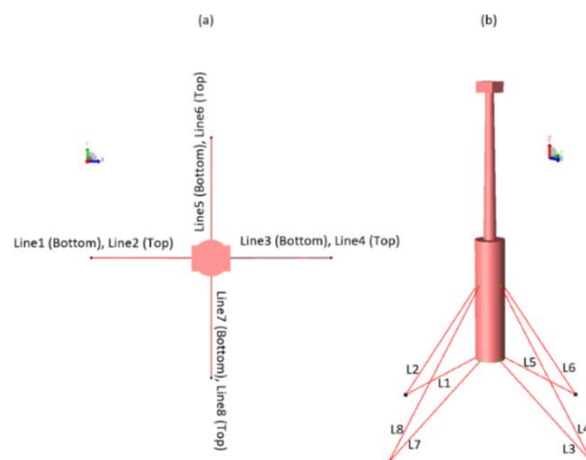 (a)
(b)
Line5 (Bottom), Line6 (Top)
Line1 (Bottom), Line2 (Top)
Line3 (Bottom), Line4 (Top)
Line7 (Bottom), Line8 (Top)
L2
L1
L5
L6
L8
L7
L4
L3